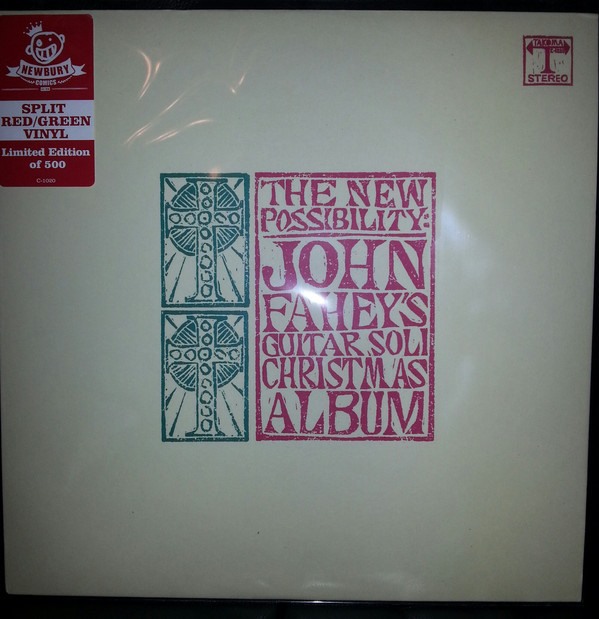 NEWBURY
COMICS
SPLIT
RED/GREEN
VINYL
Limited Edition
of 500
C-1020
TAKOMA
T
STEREO
THE NEW
POSSIBILITY:
JOHN
FAHEY'S
GUITAR SOLI
CHRISTMAS
ALBUM